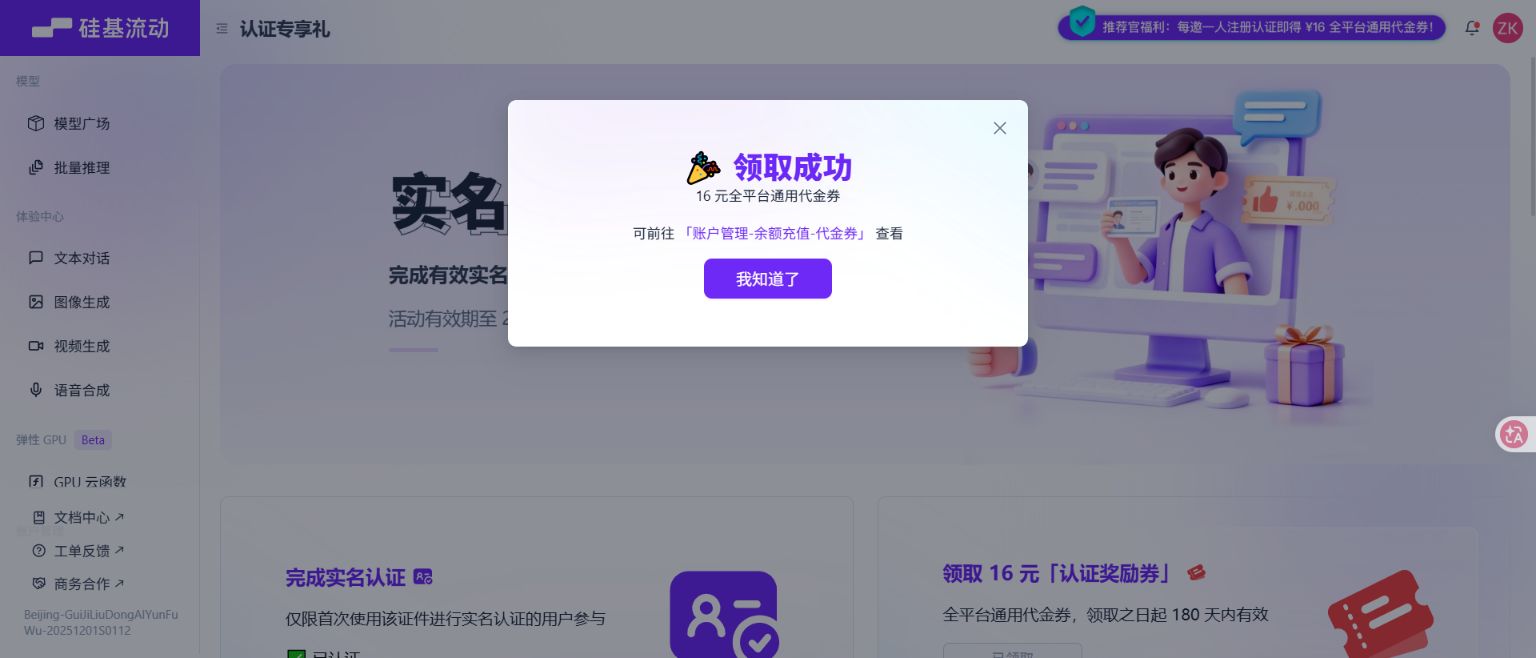 硅基流动
认证专享礼
推荐官福利：每邀一人注册认证即得 ¥16 全平台通用代金券！
ZK
模型
模型广场
批量推理
体验中心
文本对话
图像生成
视频生成
语音合成
弹性 GPU Beta
GPU 云函数
文档中心
工单反馈
商务合作
Beijing-GuiJiLiuDongAIYunFu
Wu-20251201S0112
实名
完成有效实名
活动有效期至 2
¥.000
领取成功
16 元全平台通用代金券
可前往 「账户管理-余额充值-代金券」 查看
我知道了
完成实名认证
仅限首次使用该证件进行实名认证的用户参与
已认证
领取 16 元「认证奖励券」
全平台通用代金券，领取之日起 180 天内有效
已领取